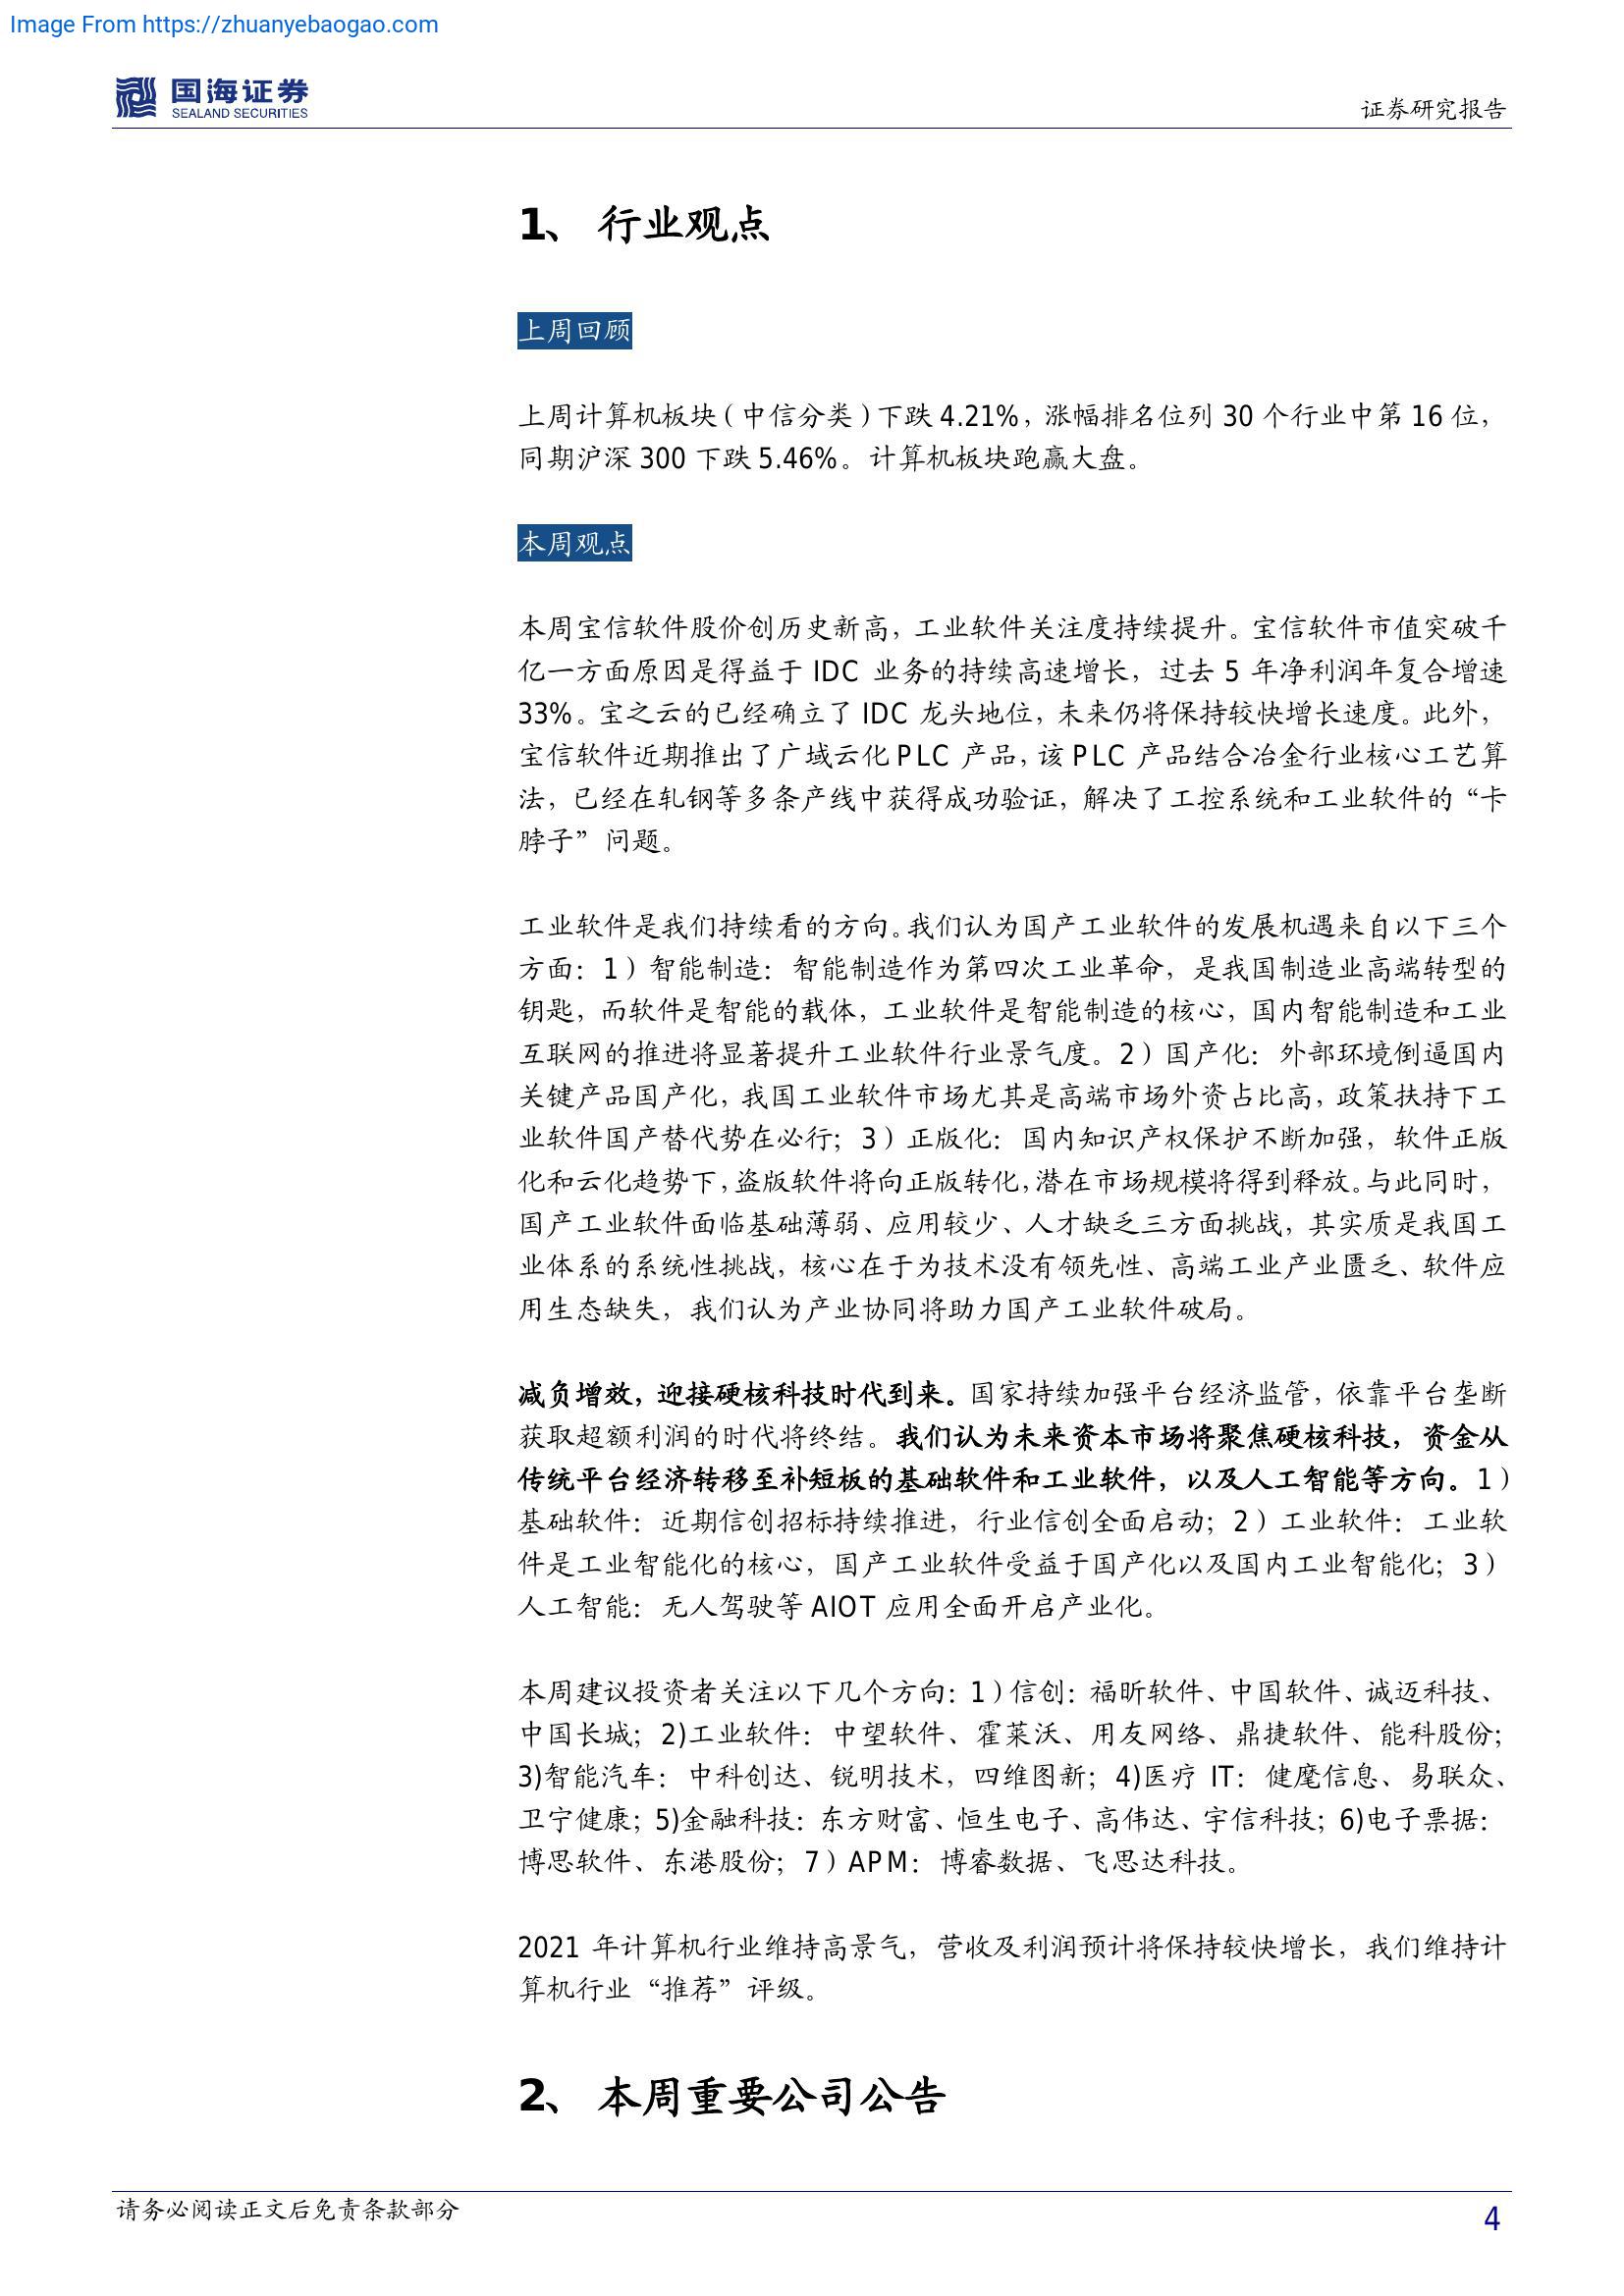 Image From https://zhuanyebaogao.com
国海证券
SEALAND SECURITIES
证券研究报告
1、 行业观点
上周回顾
上周计算机板块（中信分类）下跌 4.21%，涨幅排名位列 30 个行业中第 16 位，
同期沪深 300 下跌 5.46%。计算机板块跑赢大盘。
本周观点
本周宝信软件股价创历史新高，工业软件关注度持续提升。宝信软件市值突破千
亿一方面原因是得益于 IDC 业务的持续高速增长，过去 5 年净利润年复合增速
33%。宝之云的已经确立了 IDC 龙头地位，未来仍将保持较快增长速度。此外，
宝信软件近期推出了广域云化 PLC 产品，该 PLC 产品结合冶金行业核心工艺算
法，已经在轧钢等多条产线中获得成功验证，解决了工控系统和工业软件的“卡
脖子”问题。
工业软件是我们持续看的方向。我们认为国产工业软件的发展机遇来自以下三个
方面：1）智能制造：智能制造作为第四次工业革命，是我国制造业高端转型的
钥匙，而软件是智能的载体，工业软件是智能制造的核心，国内智能制造和工业
互联网的推进将显著提升工业软件行业景气度。2）国产化：外部环境倒逼国内
关键产品国产化，我国工业软件市场尤其是高端市场外资占比高，政策扶持下工
业软件国产替代势在必行；3）正版化：国内知识产权保护不断加强，软件正版
化和云化趋势下，盗版软件将向正版转化，潜在市场规模将得到释放。与此同时，
国产工业软件面临基础薄弱、应用较少、人才缺乏三方面挑战，其实质是我国工
业体系的系统性挑战，核心在于为技术没有领先性、高端工业产业匮乏、软件应
用生态缺失，我们认为产业协同将助力国产工业软件破局。
减负增效，迎接硬核科技时代到来。国家持续加强平台经济监管，依靠平台垄断
获取超额利润的时代将终结。我们认为未来资本市场将聚焦硬核科技，资金从
传统平台经济转移至补短板的基础软件和工业软件，以及人工智能等方向。1）
基础软件：近期信创招标持续推进，行业信创全面启动；2）工业软件：工业软
件是工业智能化的核心，国产工业软件受益于国产化以及国内工业智能化；3）
人工智能：无人驾驶等 AIOT 应用全面开启产业化。
本周建议投资者关注以下几个方向：1）信创：福昕软件、中国软件、诚迈科技、
中国长城；2)工业软件：中望软件、霍莱沃、用友网络、鼎捷软件、能科股份；
3)智能汽车：中科创达、锐明技术，四维图新；4)医疗 IT：健麾信息、易联众、
卫宁健康；5)金融科技：东方财富、恒生电子、高伟达、宇信科技；6)电子票据：
博思软件、东港股份；7）APM：博睿数据、飞思达科技。
2021 年计算机行业维持高景气，营收及利润预计将保持较快增长，我们维持计
算机行业“推荐”评级。
2、 本周重要公司公告
请务必阅读正文后免责条款部分
4